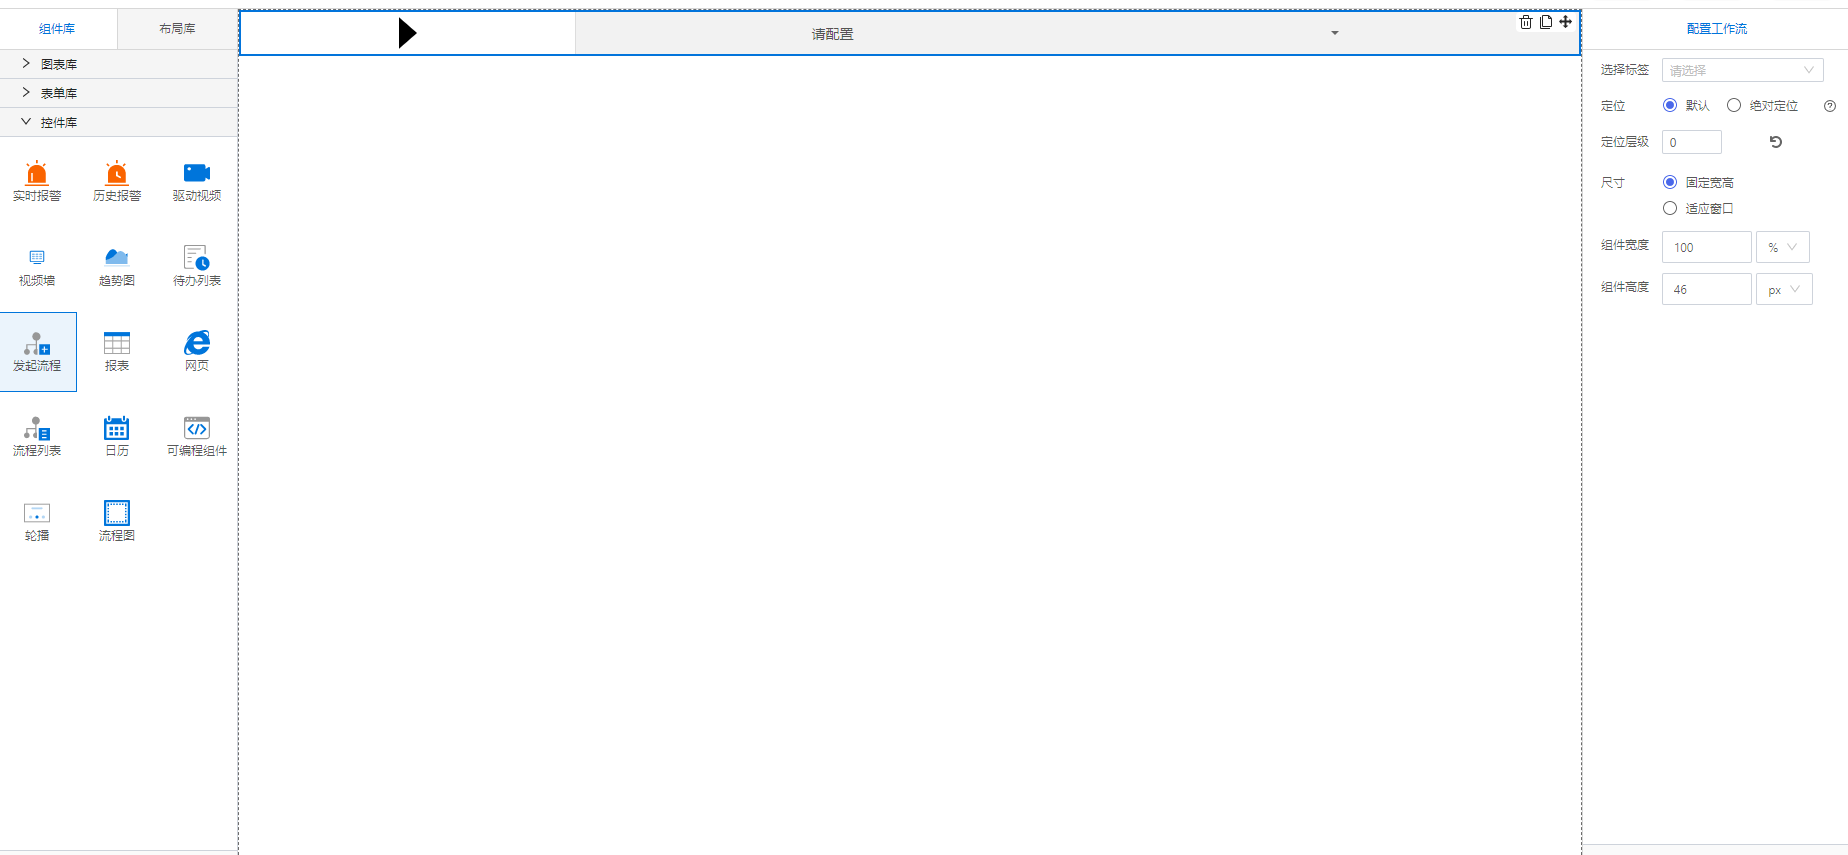 组件库
布局库
图表库
表单库
控件库
实时报警
历史报警
驱动视频
视频墙
趋势图
待办列表
发起流程
报表
网页
流程列表
日历
可编程组件
轮播
流程图
请配置
配置工作流
选择标签 请选择
定位 默认 绝对定位
定位层级 0
尺寸 固定宽高
适应窗口
组件宽度 100 %
组件高度 46 px